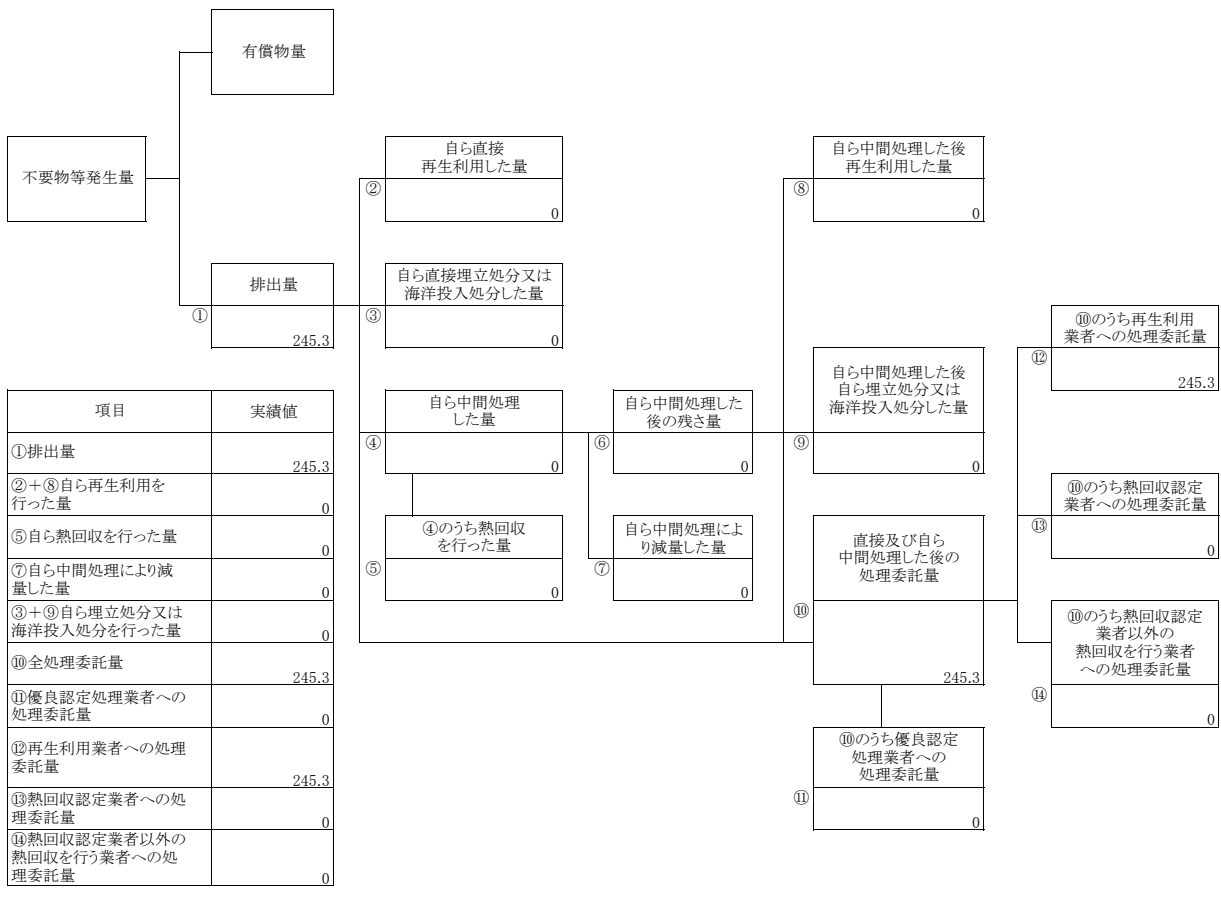 有償物量
不要物等発生量
排出量
①
245.3
自ら直接
再生利用した量
②
0
自ら直接埋立処分又は
海洋投入処分した量
③
0
自ら中間処理
した量
④
0
④のうち熱回収
を行った量
⑤
0
自ら中間処理した
後の残さ量
⑥
0
自ら中間処理によ
り減量した量
⑦
0
自ら中間処理した後
再生利用した量
⑧
0
自ら中間処理した後
自ら埋立処分又は
海洋投入処分した量
⑨
0
直接及び自ら
中間処理した後の
処理委託量
⑩
245.3
⑩のうち優良認定
処理業者への
処理委託量
⑪
0
⑩のうち再生利用
業者への処理委託量
⑫
245.3
⑩のうち熱回収認定
業者への処理委託量
⑬
0
⑩のうち熱回収認定
業者以外の
熱回収を行う業者
への処理委託量
⑭
0
項目 実績値
①排出量
245.3
②＋⑧自ら再生利用を
行った量
0
⑤自ら熱回収を行った量
0
⑦自ら中間処理により減
量した量
0
③＋⑨自ら埋立処分又は
海洋投入処分を行った量
0
⑩全処理委託量
245.3
⑪優良認定処理業者への
処理委託量
0
⑫再生利用業者への処理
委託量
245.3
⑬熱回収認定業者への処
理委託量
0
⑭熱回収認定業者以外の
熱回収を行う業者への処
理委託量
0